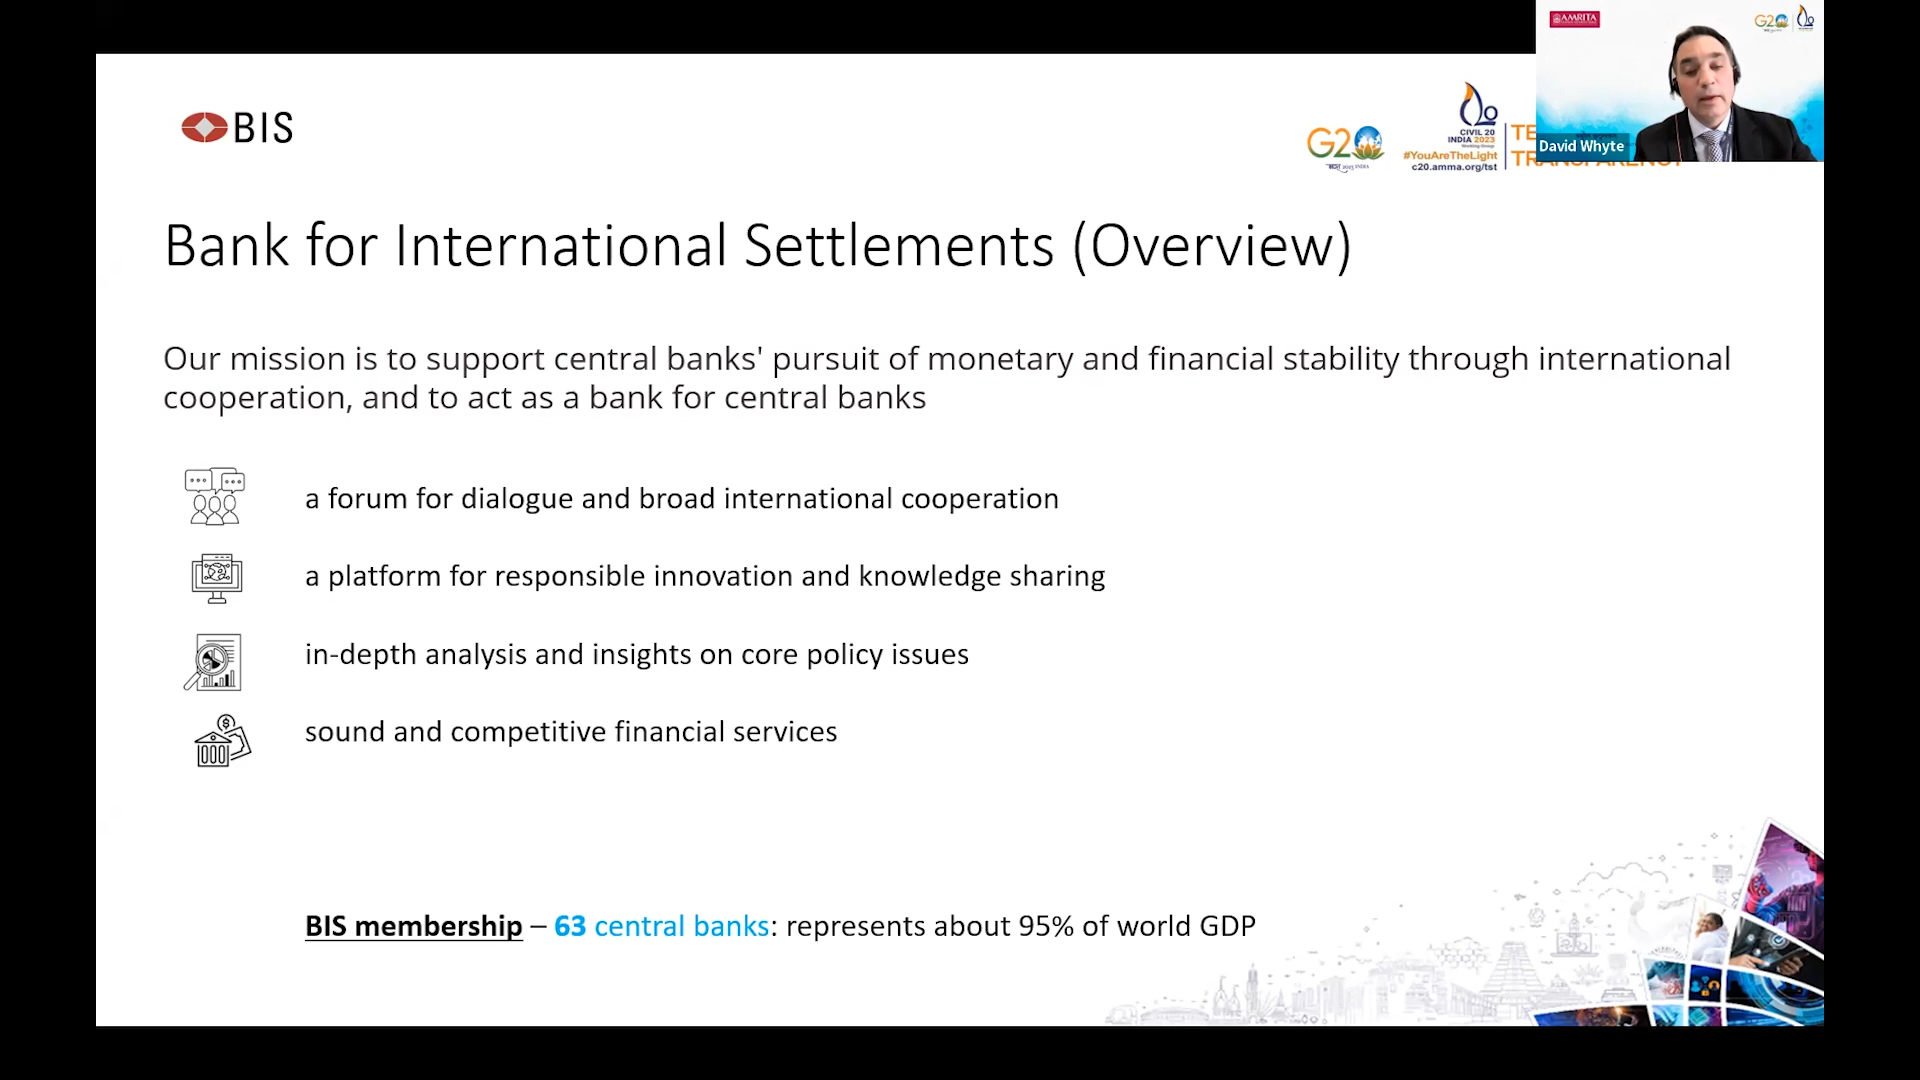 AMRITA
G20
BIS
G20
CIVIL 20
INDIA 2023
Working Group
#YouAreTheLight
c20.amma.org/tst
David Whyte
Bank for International Settlements (Overview)
Our mission is to support central banks' pursuit of monetary and financial stability through international
cooperation, and to act as a bank for central banks
a forum for dialogue and broad international cooperation
a platform for responsible innovation and knowledge sharing
in-depth analysis and insights on core policy issues
sound and competitive financial services
BIS membership – 63 central banks: represents about 95% of world GDP